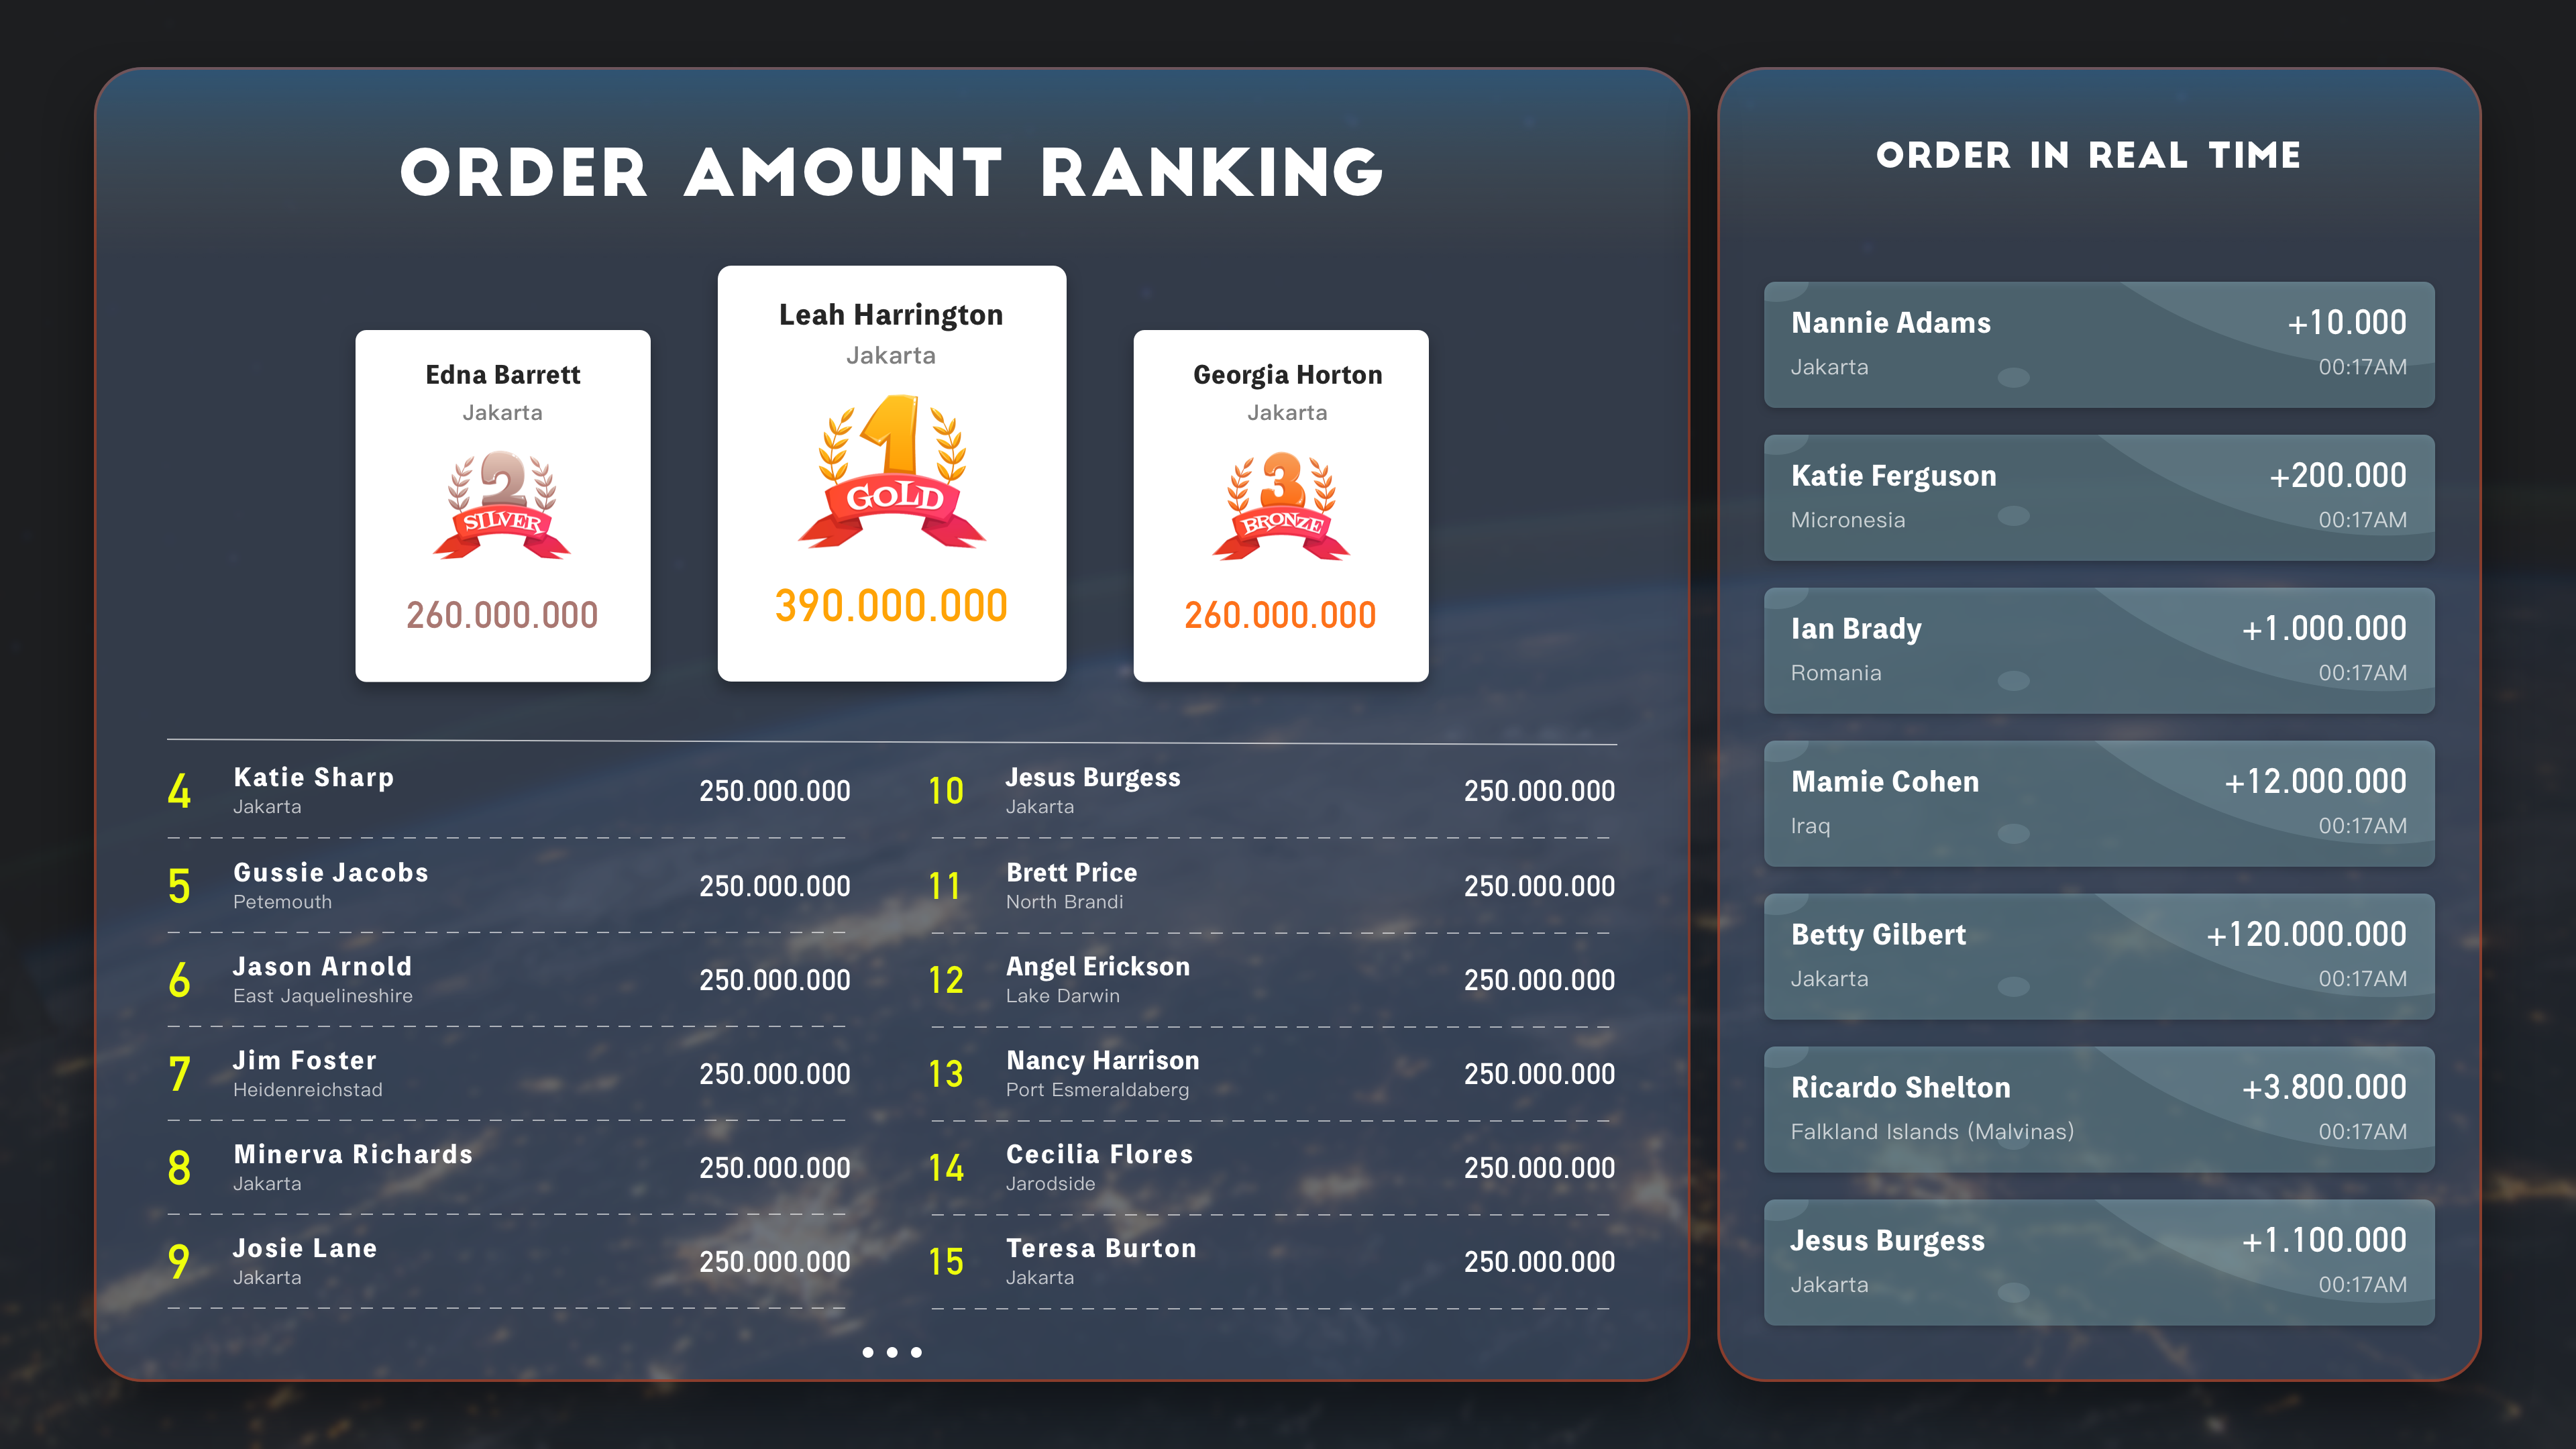 ORDER AMOUNT RANKING
Edna Barrett
Jakarta
2
SILVER
260.000.000
Leah Harrington
Jakarta
1
GOLD
390.000.000
Georgia Horton
Jakarta
3
BRONZE
260.000.000
4 Katie Sharp 250.000.000
Jakarta
5 Gussie Jacobs 250.000.000
Petemouth
6 Jason Arnold 250.000.000
East Jaquelineshire
7 Jim Foster 250.000.000
Heidenreichstad
8 Minerva Richards 250.000.000
Jakarta
9 Josie Lane 250.000.000
Jakarta
10 Jesus Burgess 250.000.000
Jakarta
11 Brett Price 250.000.000
North Brandi
12 Angel Erickson 250.000.000
Lake Darwin
13 Nancy Harrison 250.000.000
Port Esmeraldaberg
14 Cecilia Flores 250.000.000
Jarodside
15 Teresa Burton 250.000.000
Jakarta
ORDER IN REAL TIME
Nannie Adams +10.000
Jakarta 00:17AM
Katie Ferguson +200.000
Micronesia 00:17AM
Ian Brady +1.000.000
Romania 00:17AM
Mamie Cohen +12.000.000
Iraq 00:17AM
Betty Gilbert +120.000.000
Jakarta 00:17AM
Ricardo Shelton +3.800.000
Falkland Islands (Malvinas) 00:17AM
Jesus Burgess +1.100.000
Jakarta 00:17AM